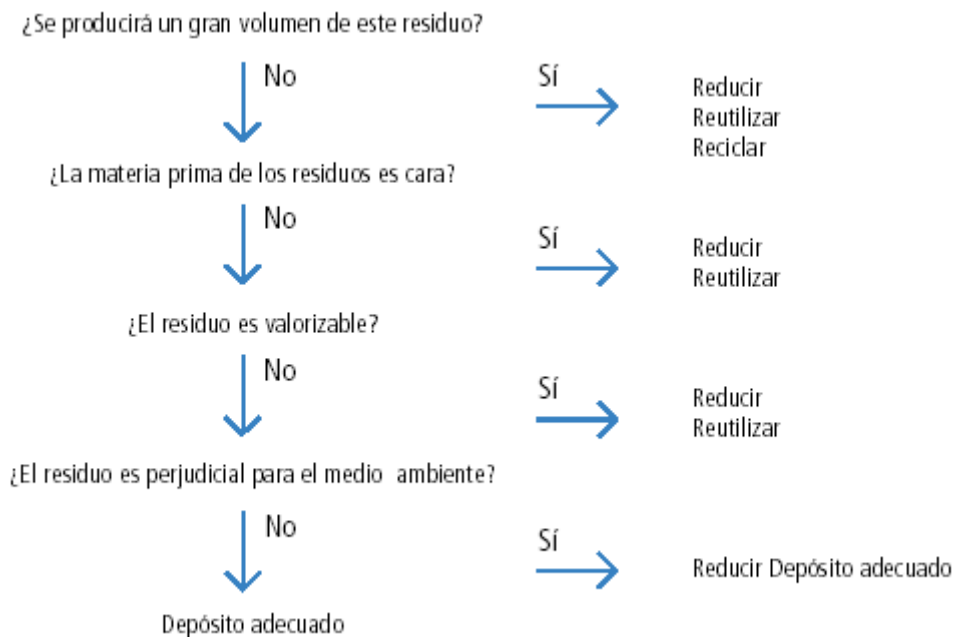 ¿Se producirá un gran volumen de este residuo?
No
Sí
Reducir
Reutilizar
Reciclar
¿La materia prima de los residuos es cara?
No
Sí
Reducir
Reutilizar
¿El residuo es valorizable?
No
Sí
Reducir
Reutilizar
¿El residuo es perjudicial para el medio ambiente?
No
Sí
Reducir Depósito adecuado
Depósito adecuado